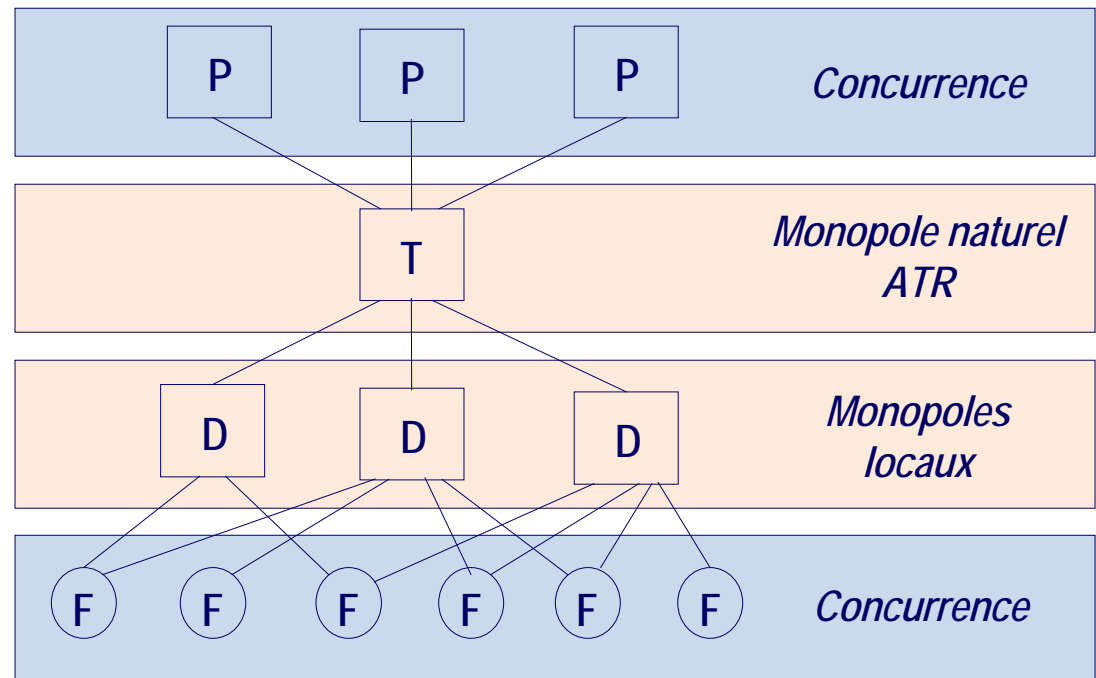 P P P Concurrence
T Monopole naturel
ATR
D D D Monopoles
locaux
F F F F F F Concurrence